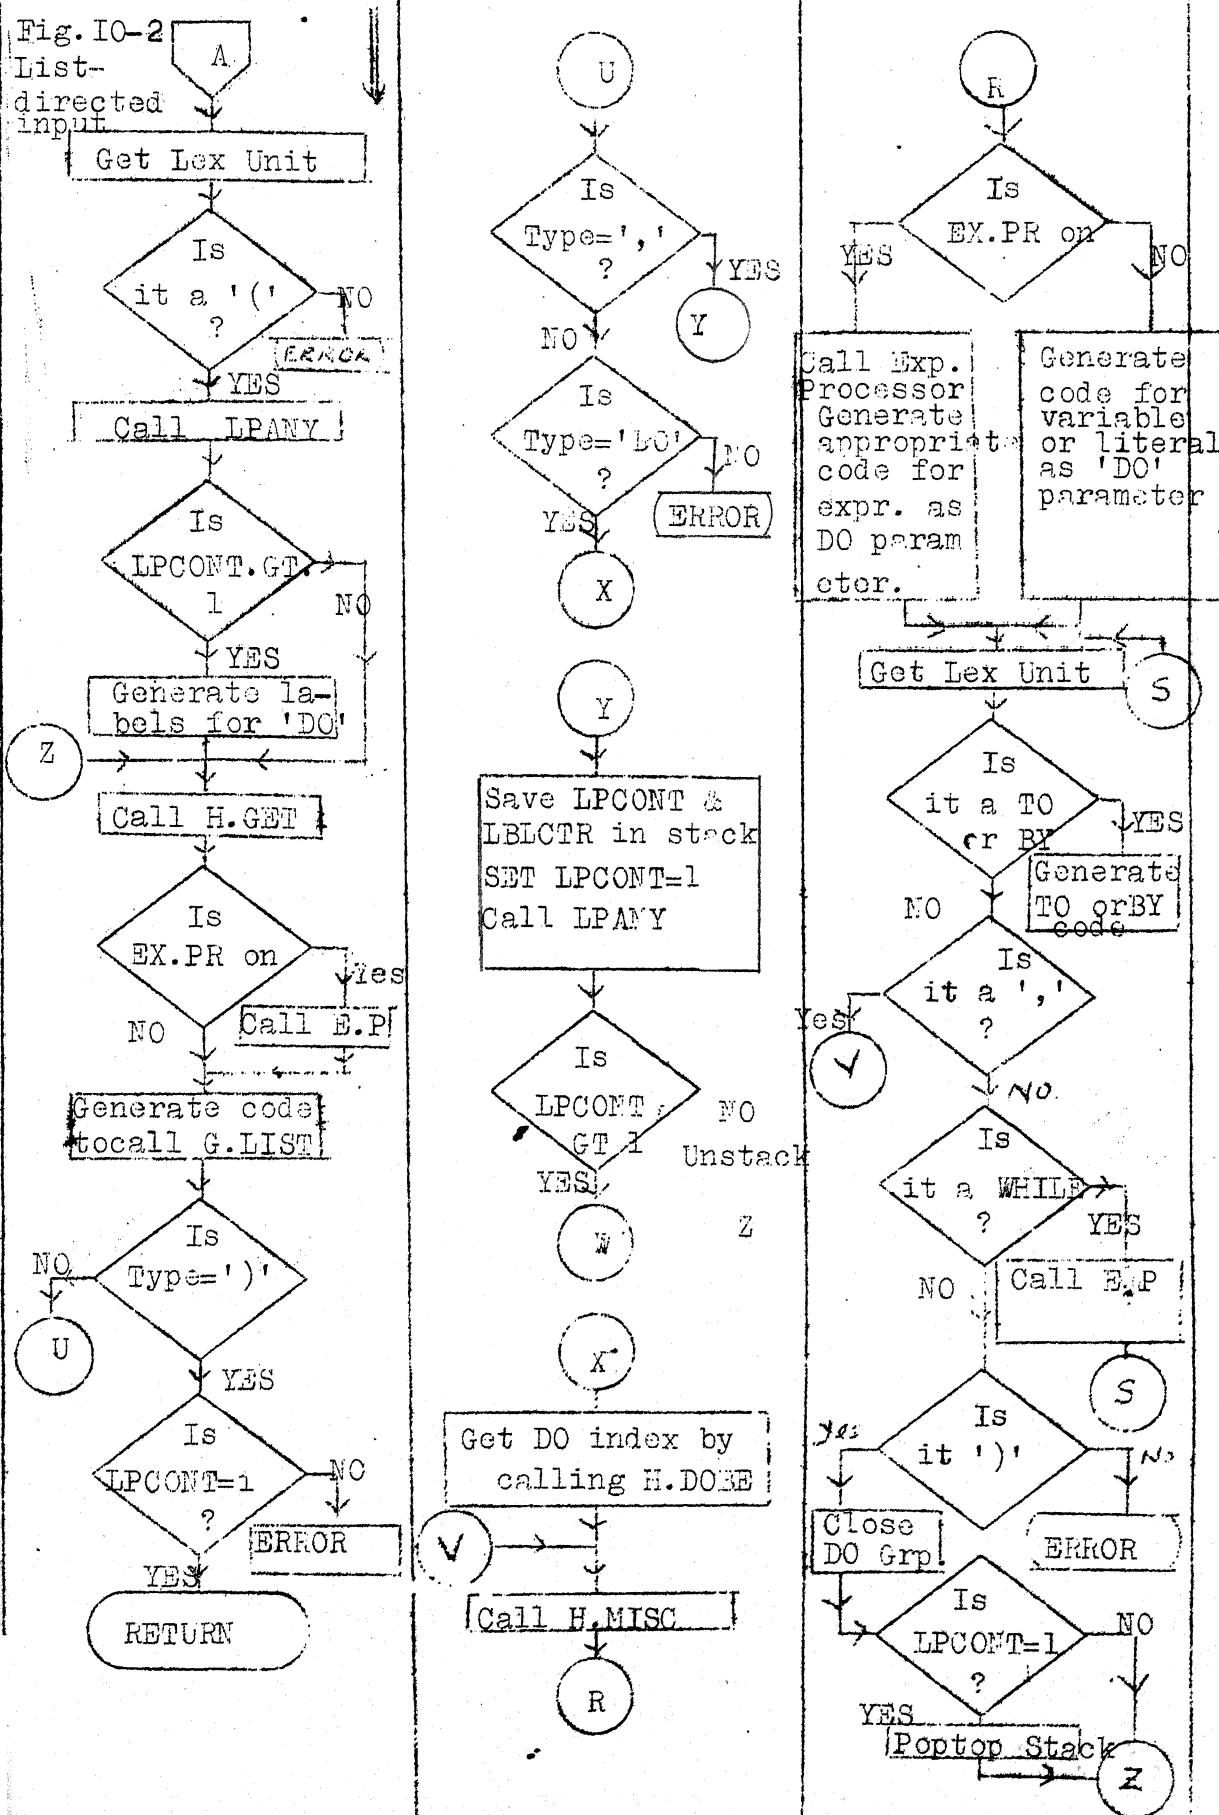 Fig.IO-2
List-
directed
input
A
Get Lex Unit
Is
it a '('
?
NO
ERROR
YES
Call LPANY
Is
LPCONT.GT.
1
NO
YES
Generate la-
bels for 'DO'
Z
Call H.GET
Is
EX.PR on
Yes
NO
Call E.P
Generate code
tocall G.LIST
Is
Type=')'
NO
U
YES
Is
LPCONT=1
?
NO
ERROR
YES
RETURN
U
Is
Type=','
?
YES
Y
NO
Is
Type='DO'
?
NO
YES
ERROR
X
Y
Save LPCONT &
LBLCTR in stack
SET LPCONT=1
Call LPANY
Is
LPCONT
GT 1
NO
Unstack
YES
W
Z
X
Get DO index by
calling H.DOBE
V
Call H.MISC
R
R
Is
EX.PR on
YES
NO
Call Exp.
Processor
Generate
appropriate
code for
expr. as
DO param
eter.
Generate
code for
variable
or literal
as 'DO'
parameter
Get Lex Unit
S
Is
it a TO
or BY
YES
Generate
TO orBY
code
NO
Is
it a ','
?
Yes
V
NO.
Is
it a WHILE
?
YES
NO
Call E.P
S
Is
it ')'
yes
No
Close
DO Grp.
ERROR
Is
LPCONT=1
?
NO
YES
Poptop Stack
Z